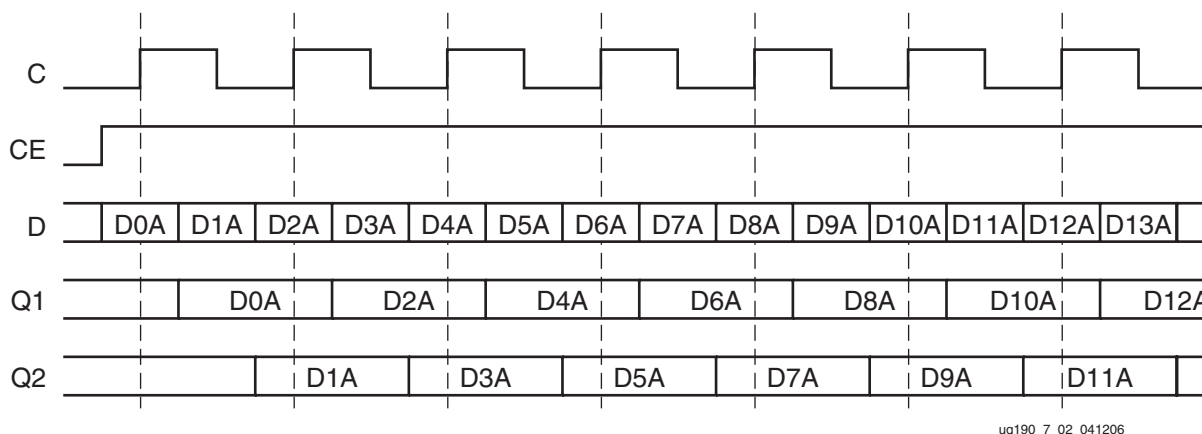 C
CE
D D0A D1A D2A D3A D4A D5A D6A D7A D8A D9A D10A D11A D12A D13A
Q1 D0A D2A D4A D6A D8A D10A D12A
Q2 D1A D3A D5A D7A D9A D11A
ug190_7_02_041206